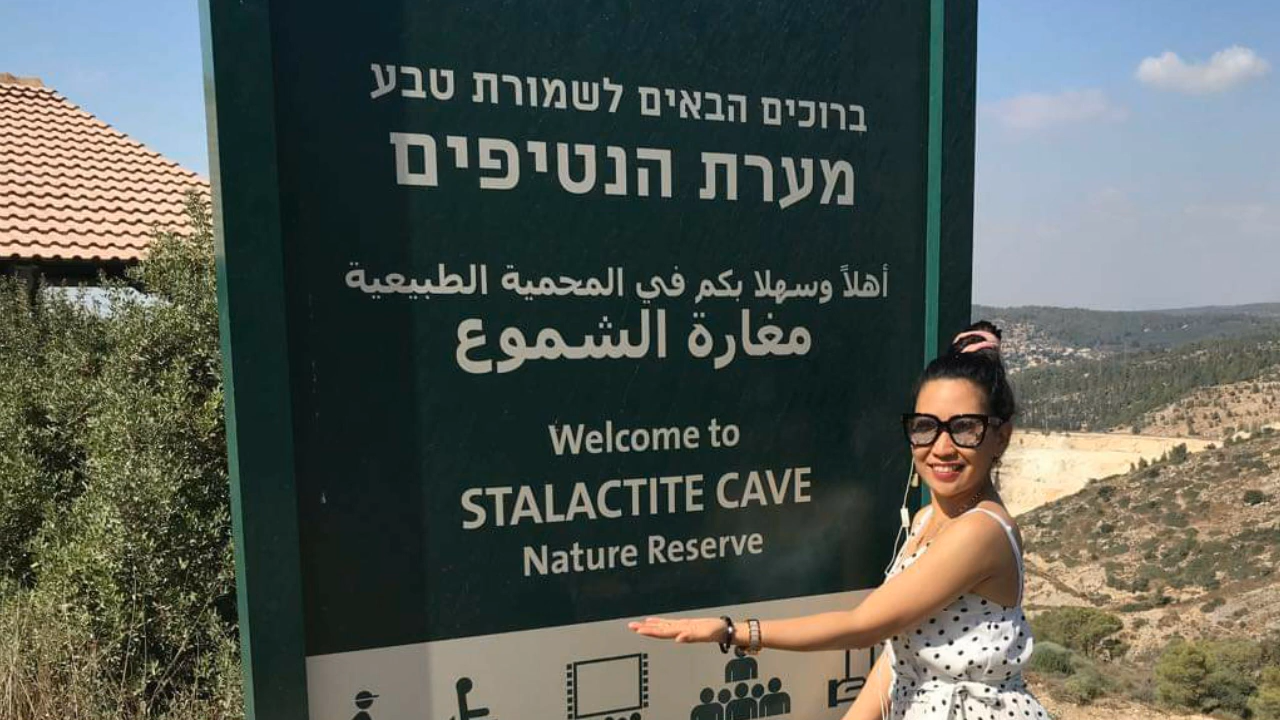 ברוכים הבאים לשמורת טבע
מערת הנטיפים
أهلاً وسهلا بكم في المحمية الطبيعية
مغارة الشموع
Welcome to
STALACTITE CAVE
Nature Reserve